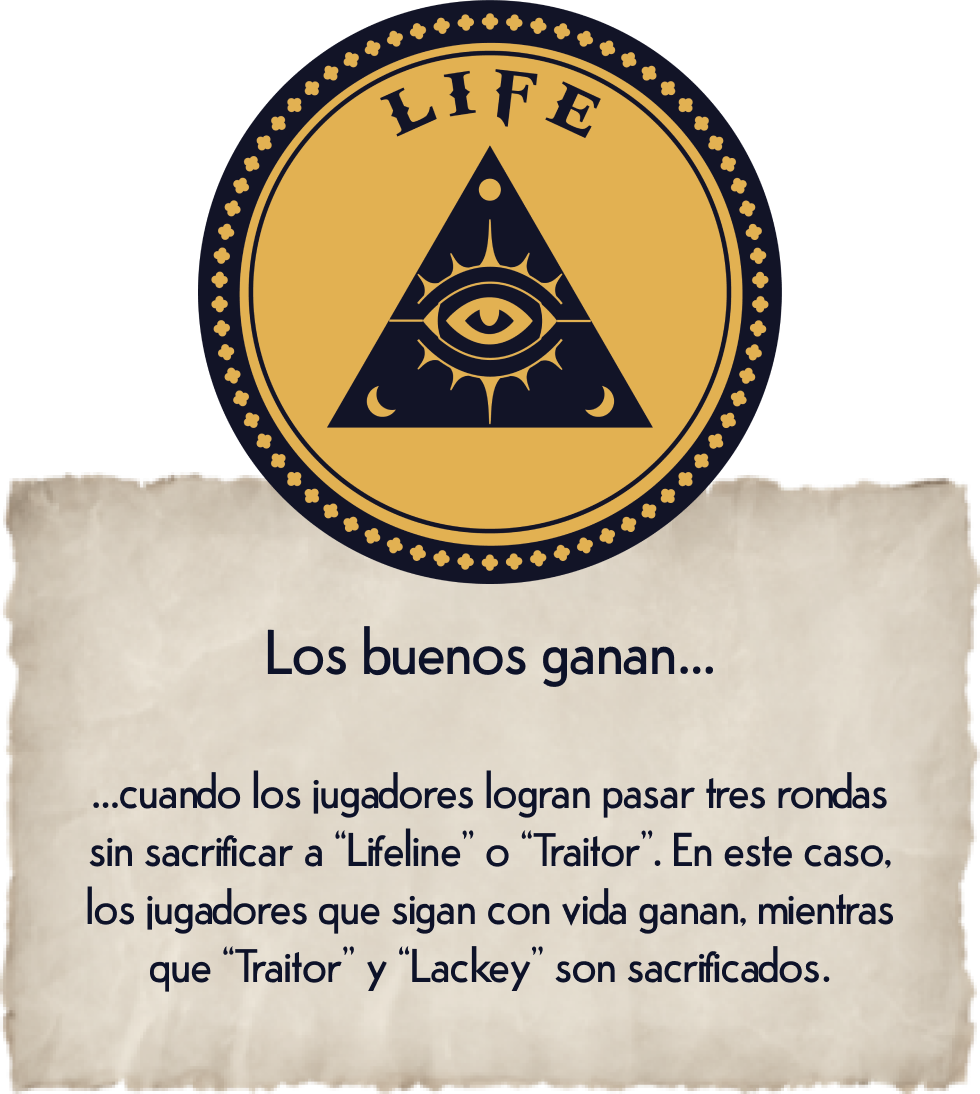 LIFE
Los buenos ganan...
...cuando los jugadores logran pasar tres rondas
sin sacrificar a “Lifeline” o “Traitor”. En este caso,
los jugadores que sigan con vida ganan, mientras
que “Traitor” y “Lackey” son sacrificados.